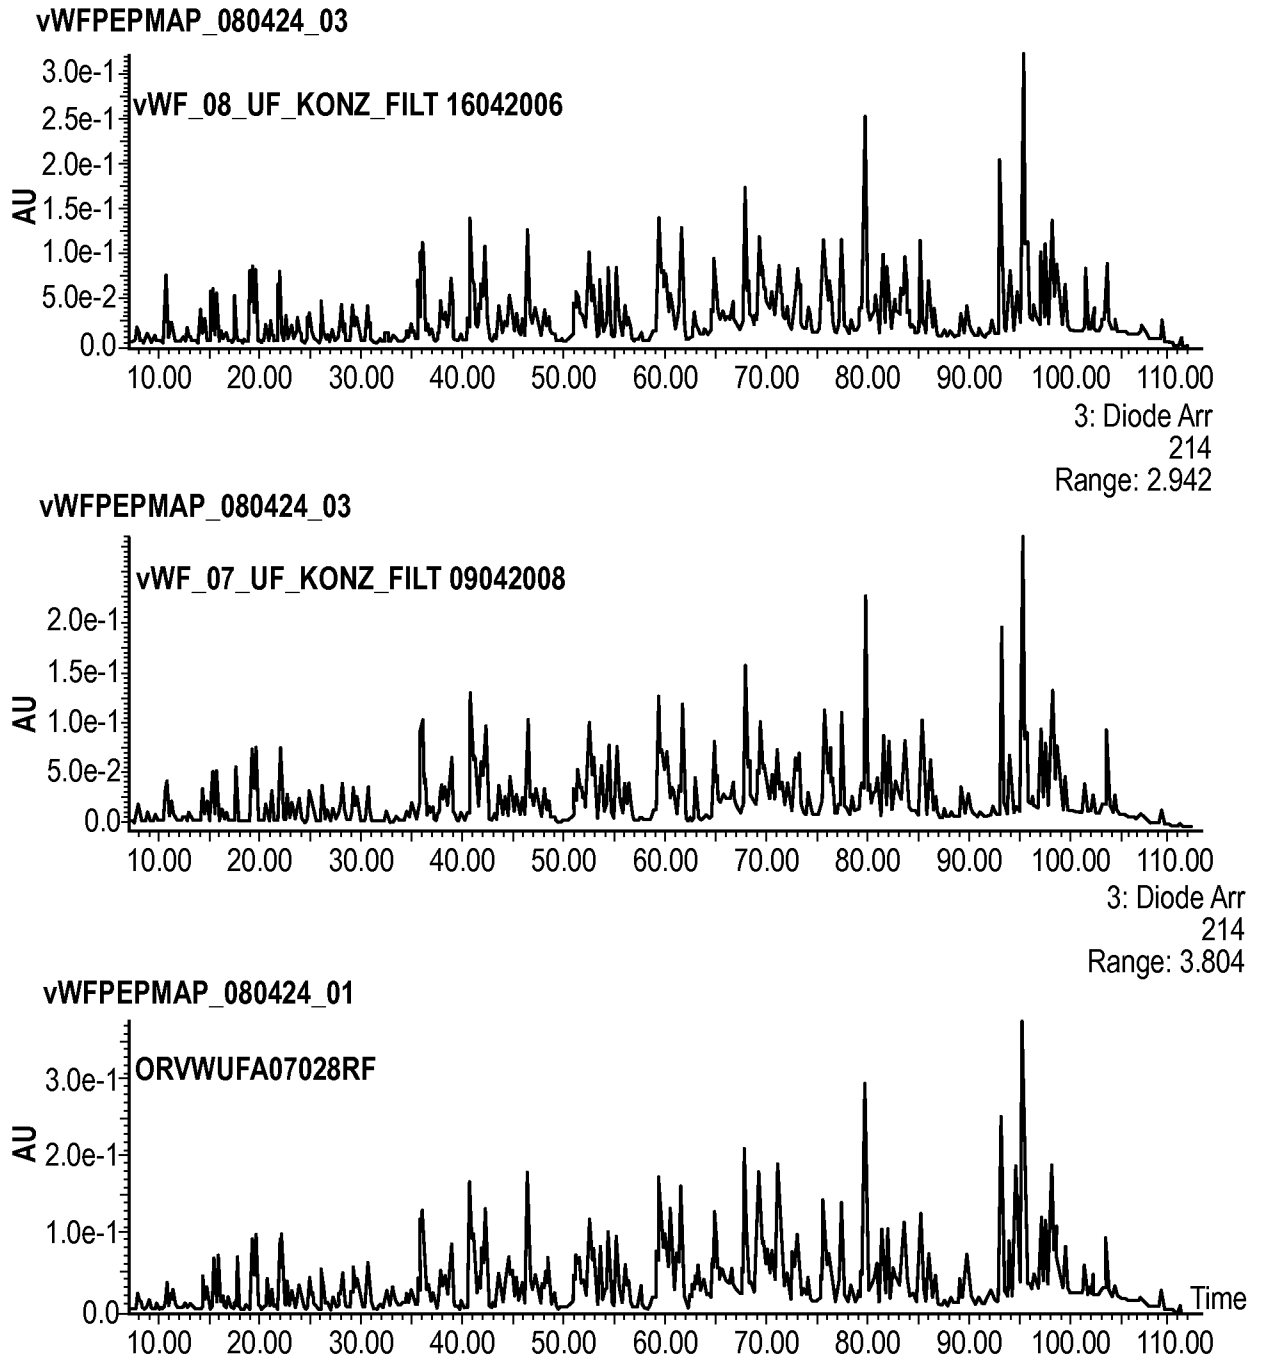 vWFPEPMAP_080424_03
vWF_08_UF_KONZ_FILT 16042006
AU
3.0e-1
2.5e-1
2.0e-1
1.5e-1
1.0e-1
5.0e-2
0.0
10.00 20.00 30.00 40.00 50.00 60.00 70.00 80.00 90.00 100.00 110.00
3: Diode Arr
214
Range: 2.942
vWFPEPMAP_080424_03
vWF_07_UF_KONZ_FILT 09042008
AU
2.0e-1
1.5e-1
1.0e-1
5.0e-2
0.0
10.00 20.00 30.00 40.00 50.00 60.00 70.00 80.00 90.00 100.00 110.00
3: Diode Arr
214
Range: 3.804
vWFPEPMAP_080424_01
ORVWUFA07028RF
AU
3.0e-1
2.0e-1
1.0e-1
0.0
Time
10.00 20.00 30.00 40.00 50.00 60.00 70.00 80.00 90.00 100.00 110.00